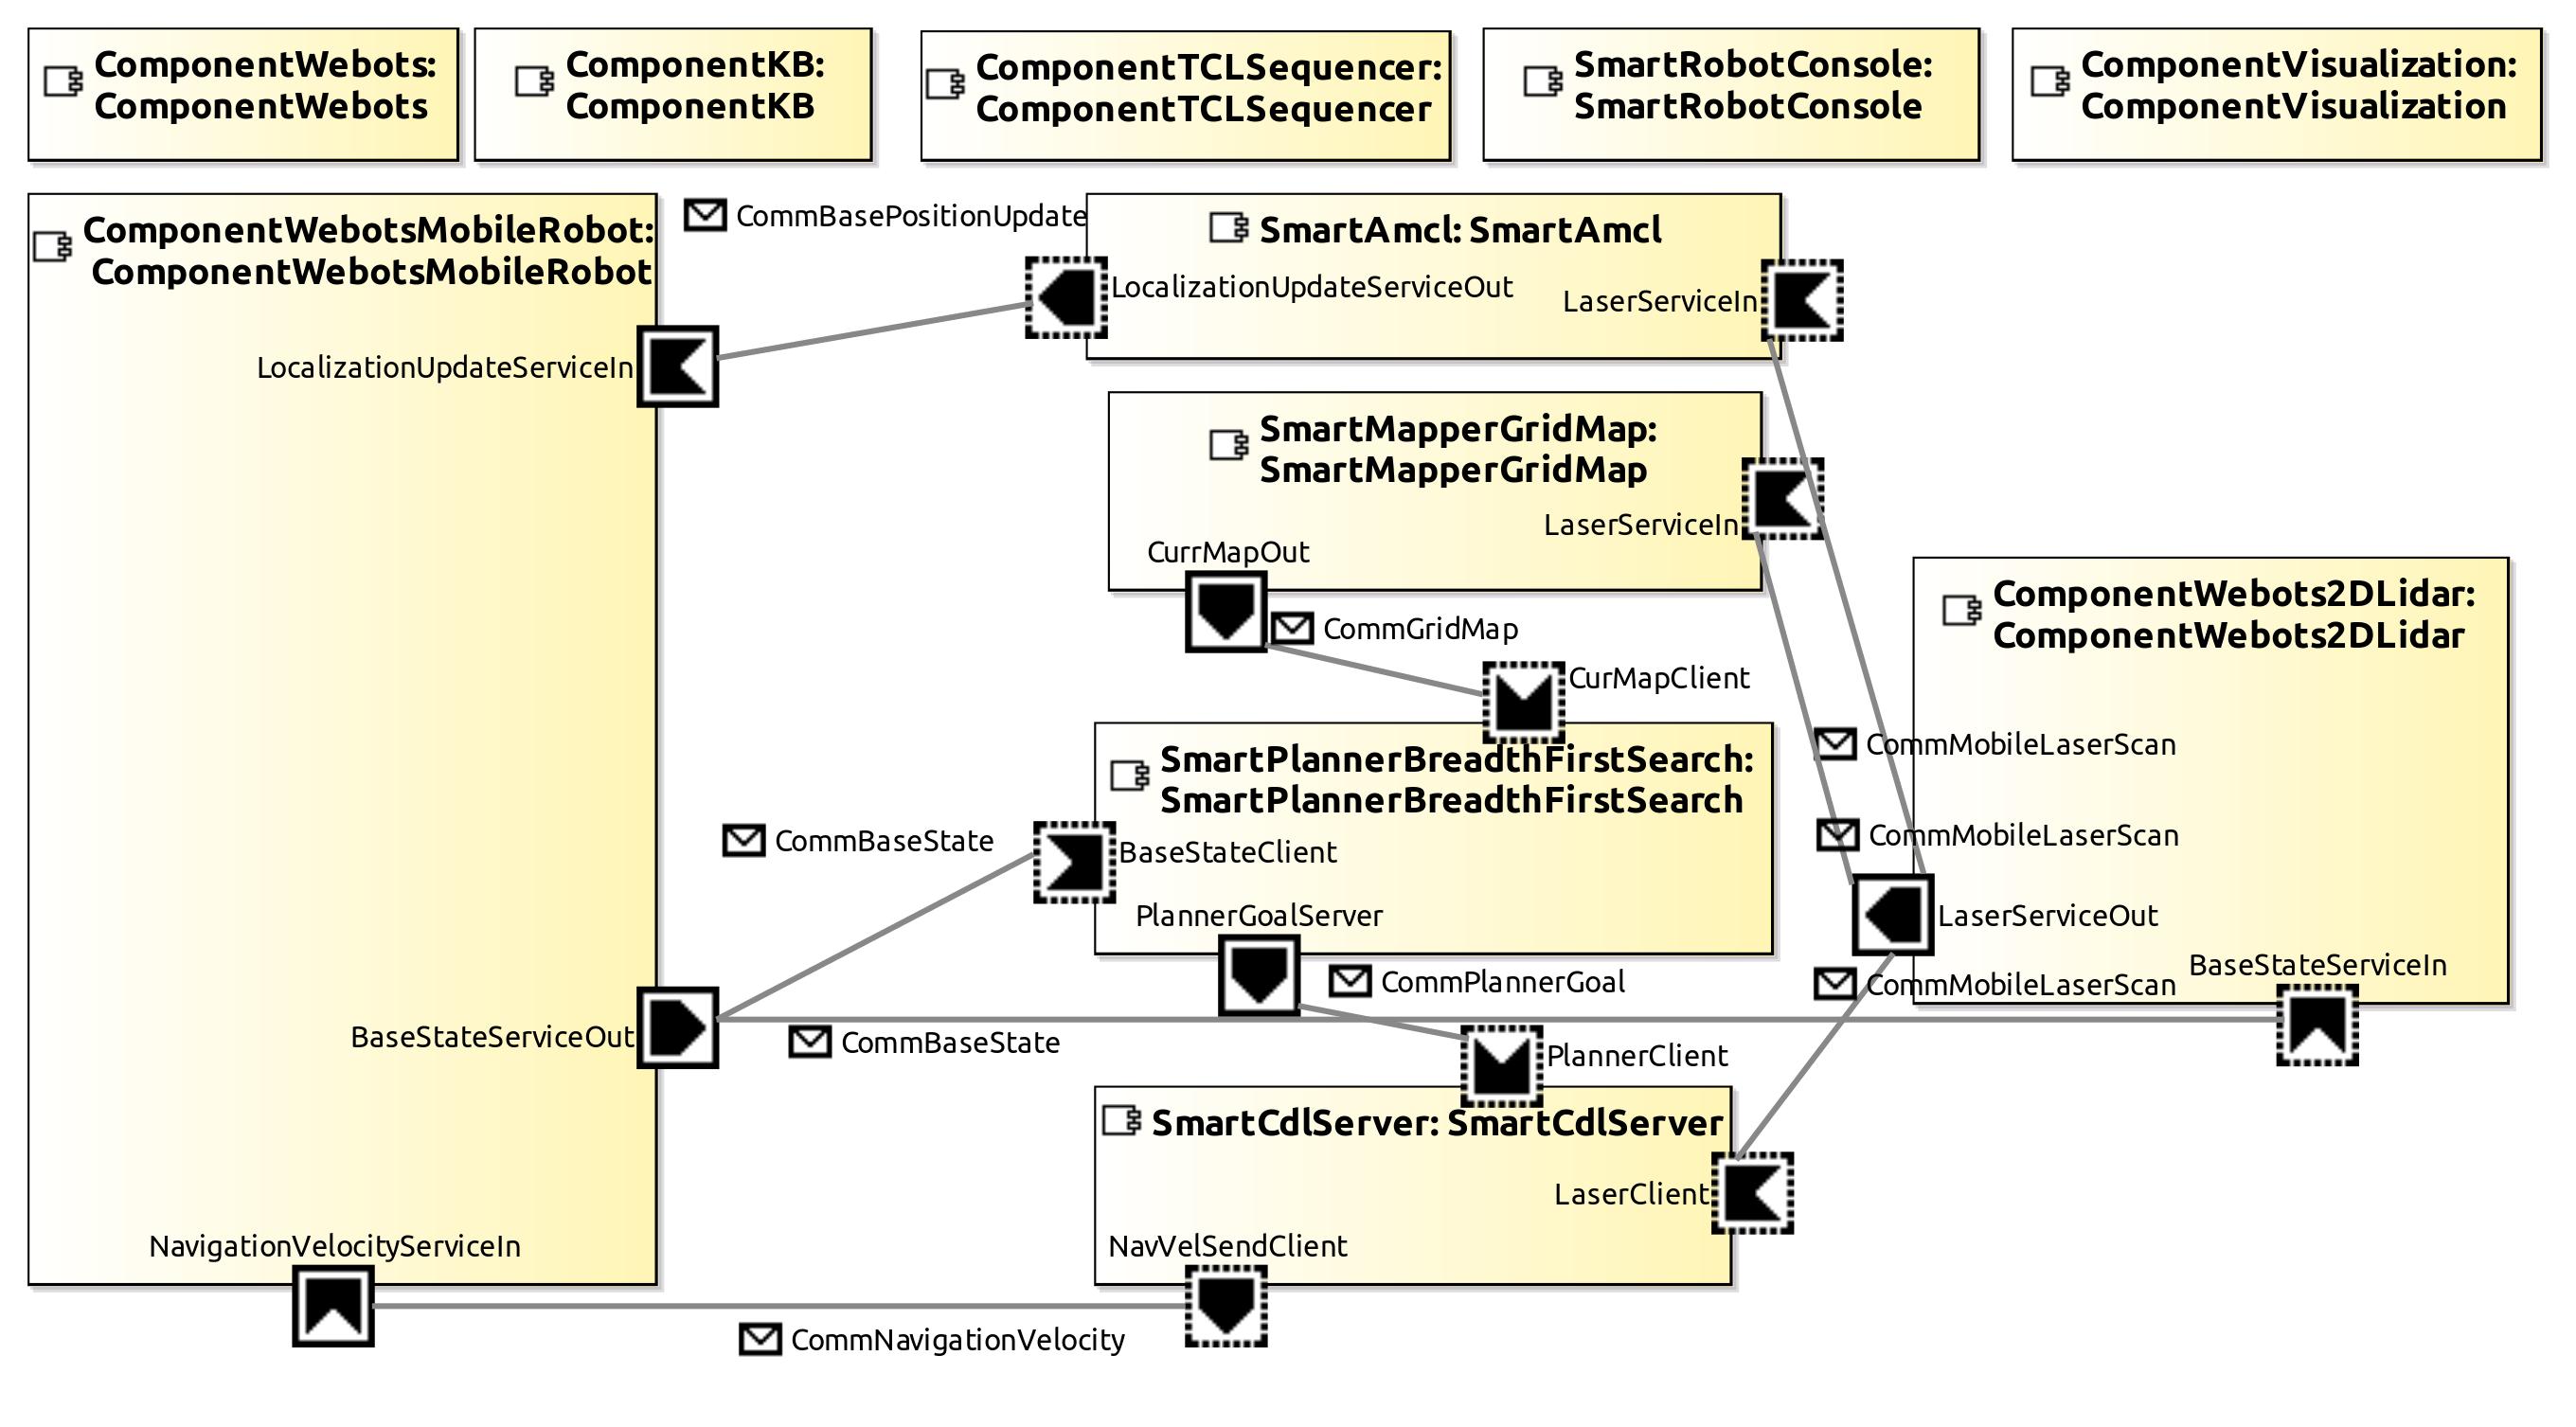 ComponentWebots:
ComponentWebots
ComponentKB:
ComponentKB
ComponentTCLSequencer:
ComponentTCLSequencer
SmartRobotConsole:
SmartRobotConsole
ComponentVisualization:
ComponentVisualization
ComponentWebotsMobileRobot:
ComponentWebotsMobileRobot
LocalizationUpdateServiceIn
BaseStateServiceOut
NavigationVelocityServiceIn
CommBasePositionUpdate
SmartAmcl: SmartAmcl
LocalizationUpdateServiceOut
LaserServiceIn
SmartMapperGridMap:
SmartMapperGridMap
LaserServiceIn
CurrMapOut
CommGridMap
CurMapClient
SmartPlannerBreadthFirstSearch:
SmartPlannerBreadthFirstSearch
CommBaseState
BaseStateClient
PlannerGoalServer
CommPlannerGoal
CommBaseState
PlannerClient
SmartCdlServer: SmartCdlServer
LaserClient
NavVelSendClient
CommNavigationVelocity
ComponentWebots2DLidar:
ComponentWebots2DLidar
CommMobileLaserScan
CommMobileLaserScan
LaserServiceOut
BaseStateServiceIn
CommMobileLaserScan